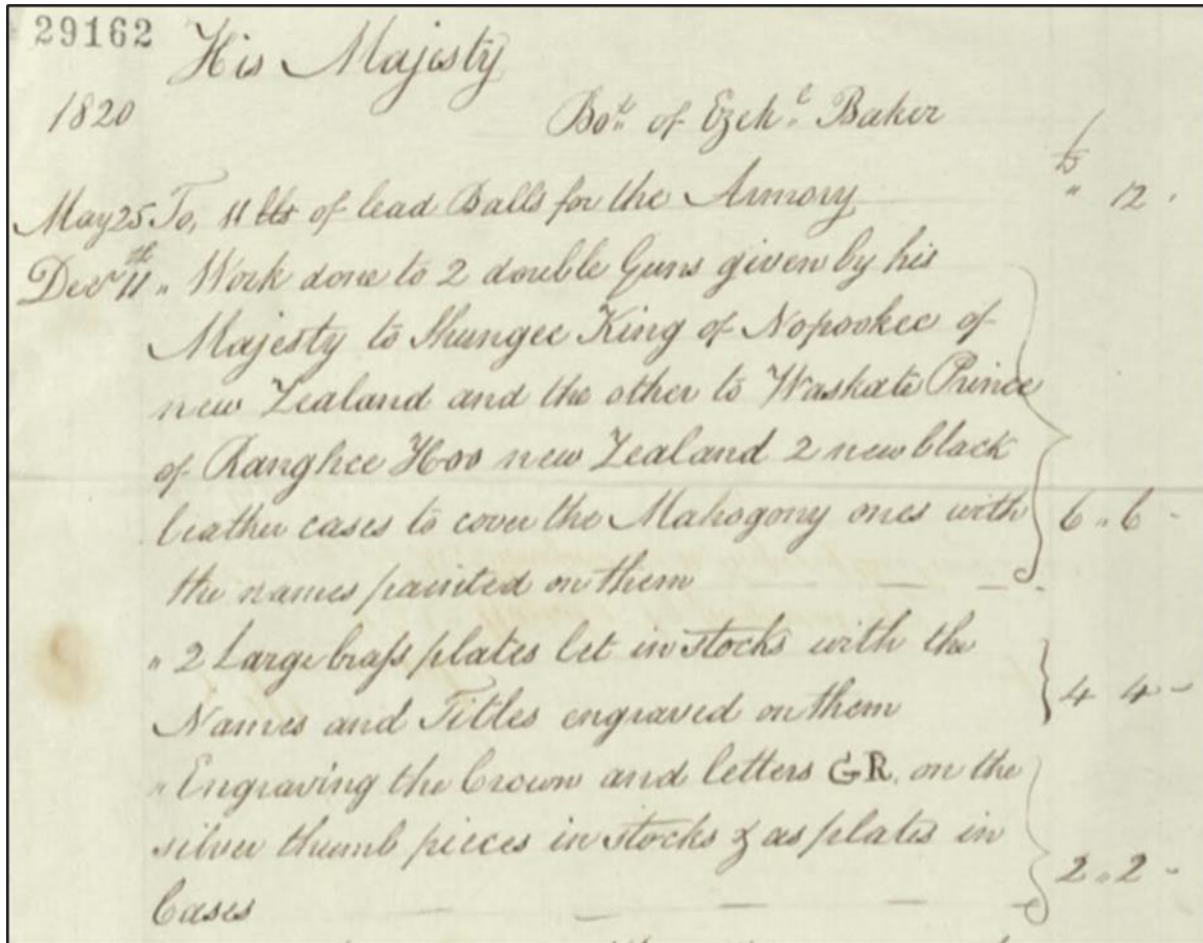 29162
His Majesty
1820
Bot. of Ezekl. Baker
May 25 To, 11 lbs of lead Balls for the Armory " 12 "
Decr 11th " Work done to 2 double Guns given by his
Majesty to Shungee King of Nopookee of
new Zealand and the other to Waskate Prince
of Ranghee Hoo new Zealand 2 new black
leather cases to cover the Mahogony ones with 6 " 6 -
the names painted on them
" 2 Large brass plates let in stocks with the
Names and Titles engraved on them 4 4 -
" Engraving the Crown and letters GR. on the
silver thumb pieces in stocks & as plates in
Cases 2 " 2 -